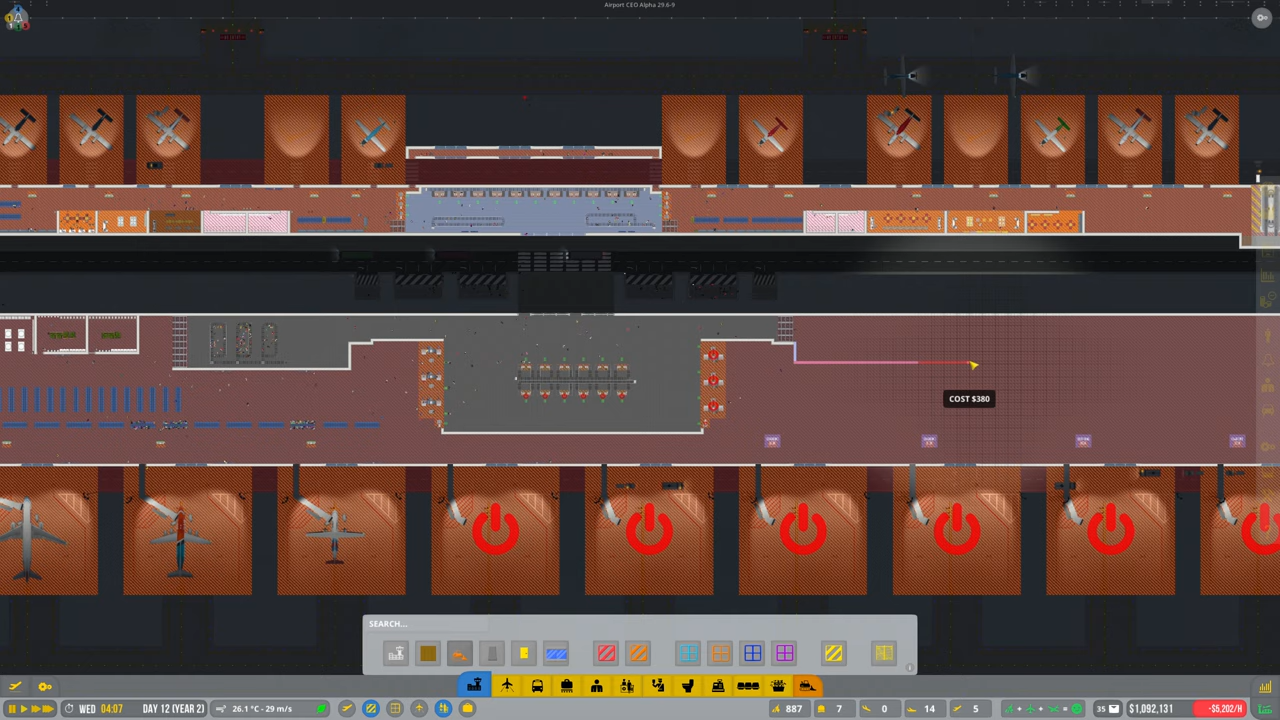 Airport CEO Alpha 29.6-9
COST $380
SEARCH...
WED 04:07 DAY 12 (YEAR 2) 26.1 °C - 29 m/s 887 7 0 14 5 35 $1,092,131 -$5,202/H